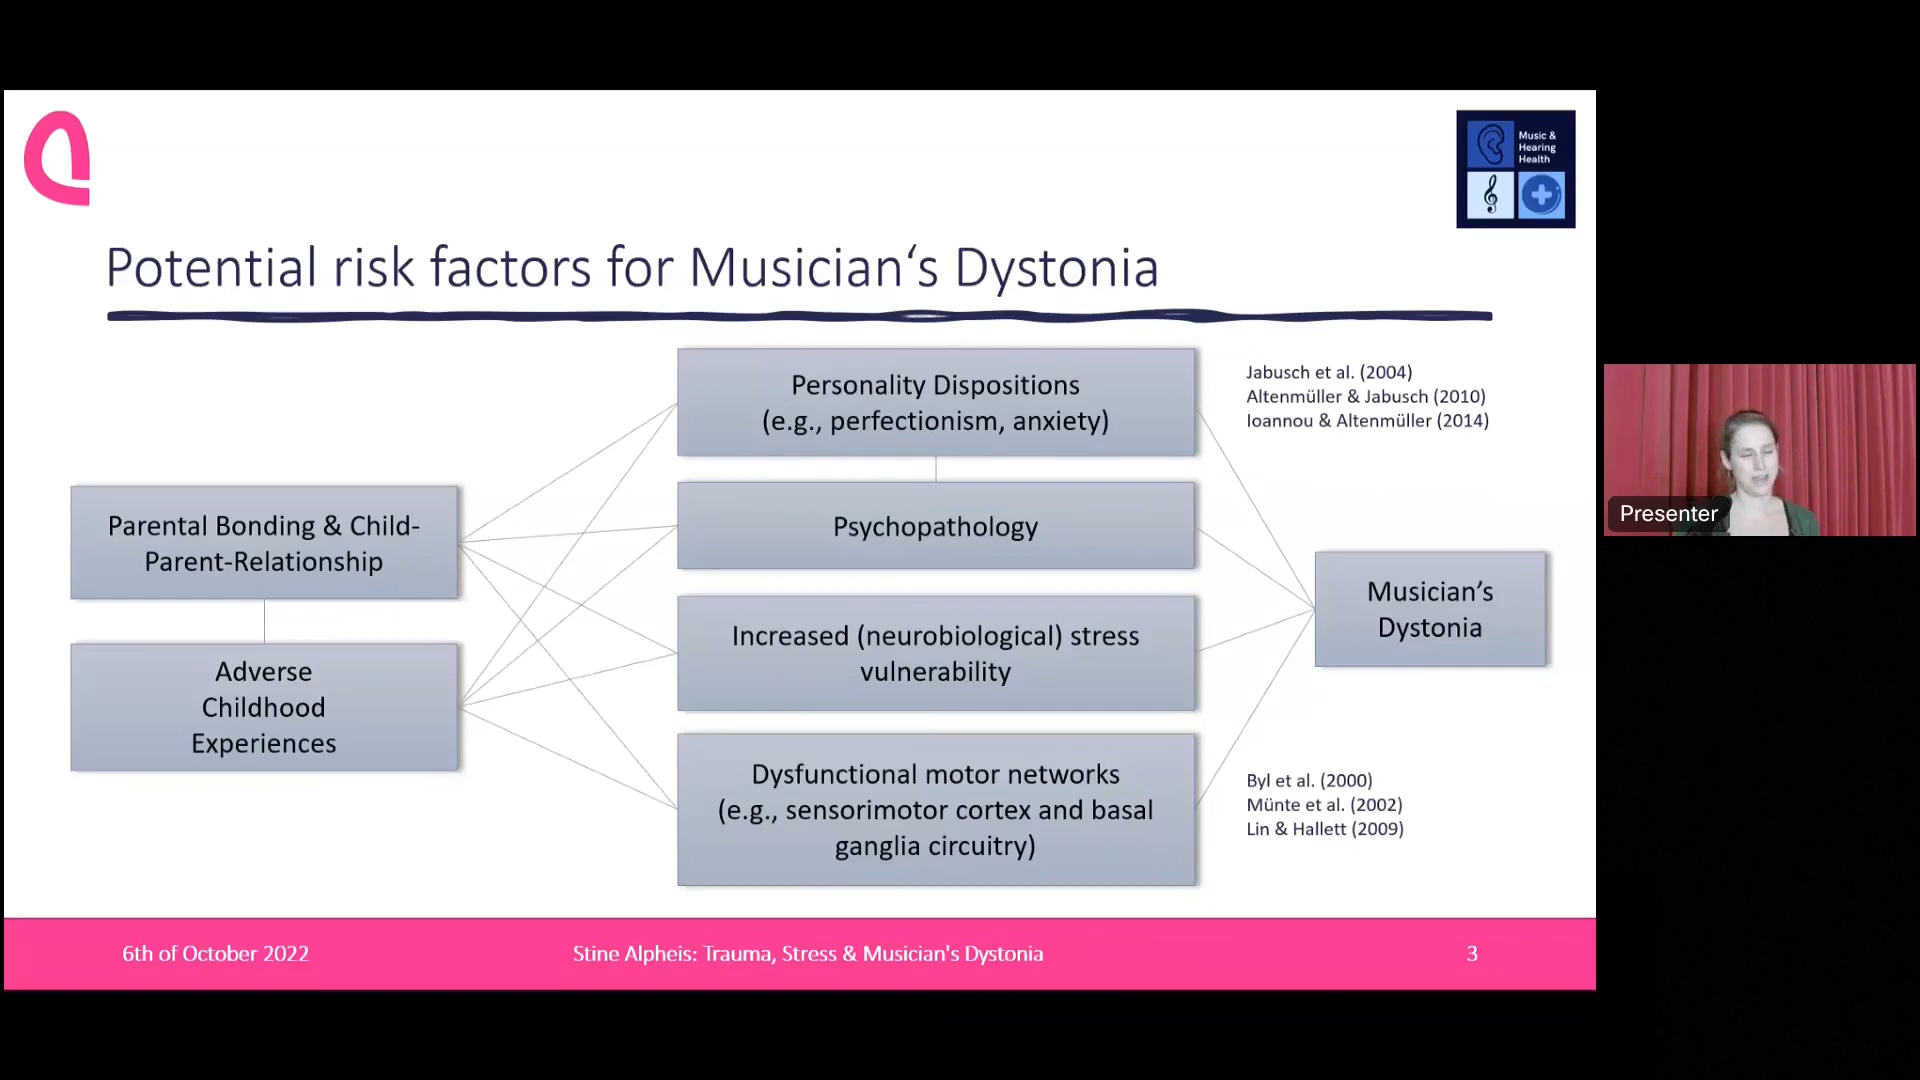 Music &
Hearing
Health
Potential risk factors for Musician‘s Dystonia
Personality Dispositions
(e.g., perfectionism, anxiety)
Jabusch et al. (2004)
Altenmüller & Jabusch (2010)
Ioannou & Altenmüller (2014)
Parental Bonding & Child-
Parent-Relationship
Psychopathology
Adverse
Childhood
Experiences
Increased (neurobiological) stress
vulnerability
Musician’s
Dystonia
Dysfunctional motor networks
(e.g., sensorimotor cortex and basal
ganglia circuitry)
Byl et al. (2000)
Münte et al. (2002)
Lin & Hallett (2009)
6th of October 2022
Stine Alpheis: Trauma, Stress & Musician's Dystonia
3
Presenter